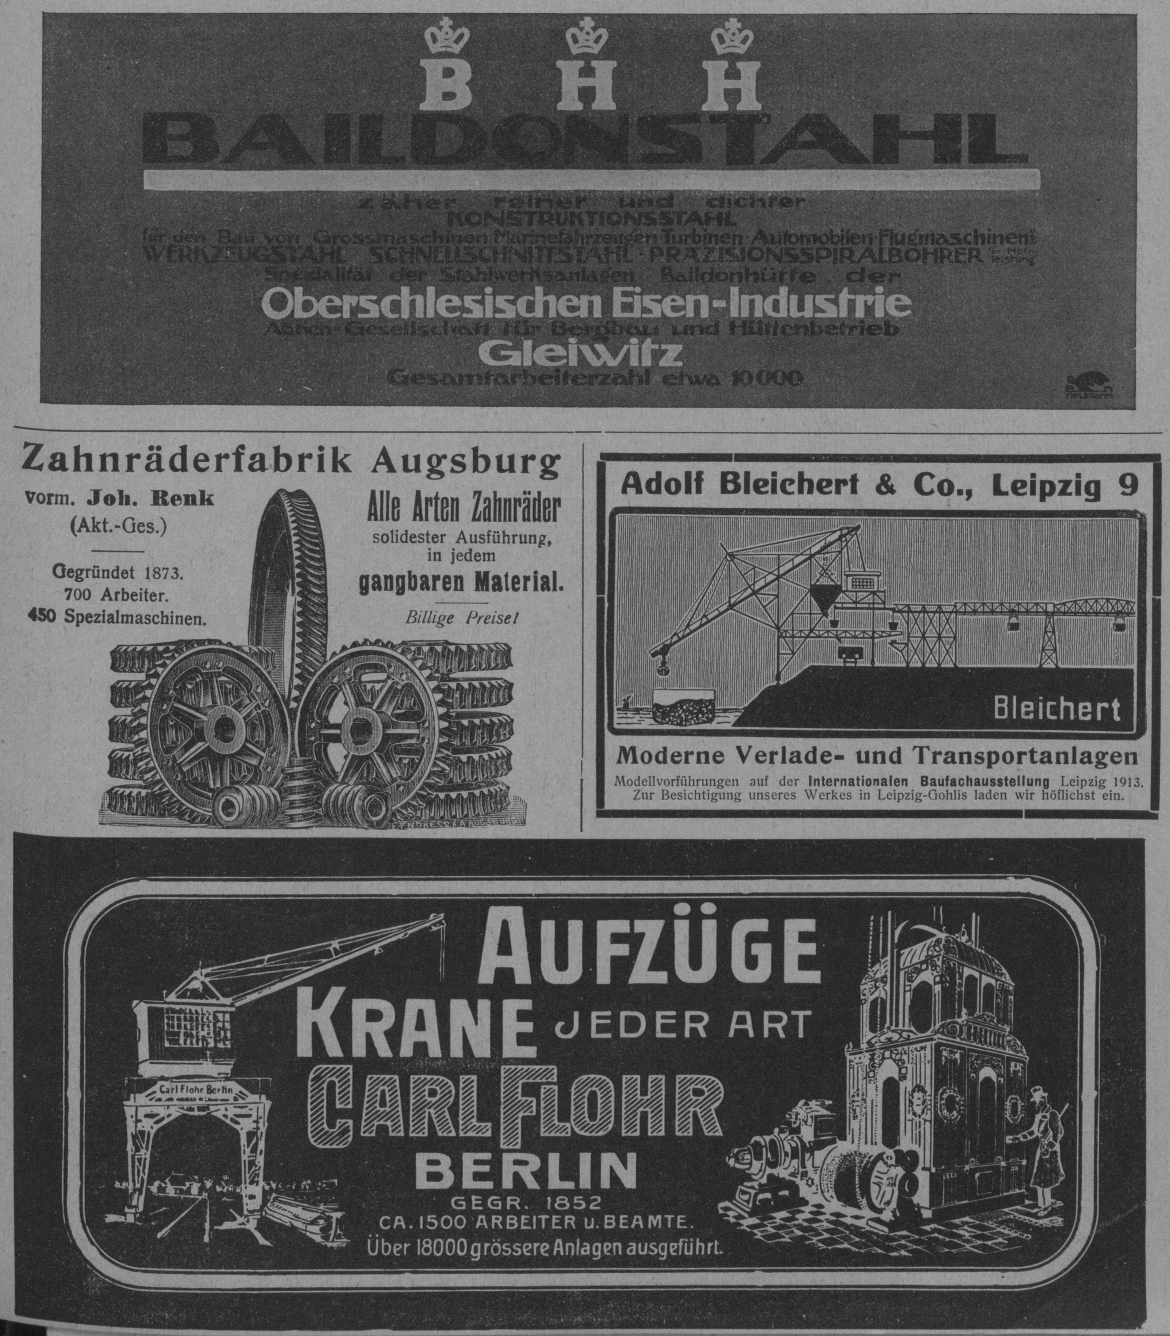 B H H
BAILDONSTAHL
zäher reiner und dichter
KONSTRUKTIONSSTAHL
für den Bau von Grossmaschinen Marinefahrzeugen Turbinen Automobilen Flugmaschinen
WERKZEUGSTAHL SCHNELLSCHNITTSTAHL · PRÄZISIONSSPIRALBOHRER
Spezialität der Stahlwerksanlagen Baildonhütte der
Oberschlesischen Eisen-Industrie
Actien-Gesellschaft für Bergbau und Hüttenbetrieb
Gleiwitz
Gesamtarbeiterzahl etwa 10000
Zahnräderfabrik Augsburg
vorm. Joh. Renk
(Akt.-Ges.)
Gegründet 1873.
700 Arbeiter.
450 Spezialmaschinen.
Alle Arten Zahnräder
solidester Ausführung,
in jedem
gangbaren Material.
Billige Preise!
Adolf Bleichert & Co., Leipzig 9
Bleichert
Moderne Verlade- und Transportanlagen
Modellvorführungen auf der Internationalen Baufachausstellung Leipzig 1913.
Zur Besichtigung unseres Werkes in Leipzig-Gohlis laden wir höflichst ein.
AUFZÜGE
KRANE JEDER ART
Carl Flohr Berlin
CARL FLOHR
BERLIN
GEGR. 1852
CA. 1500 ARBEITER u. BEAMTE.
Über 18000 grössere Anlagen ausgeführt.